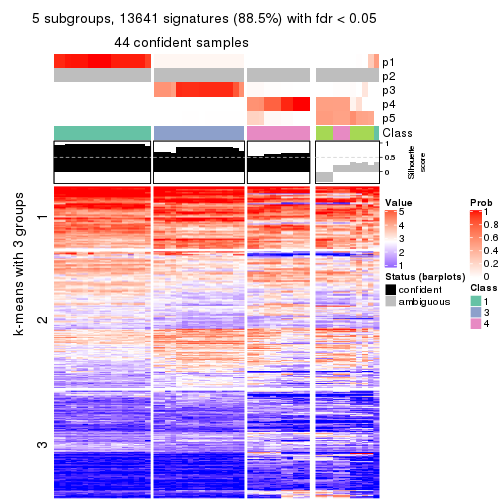 5 subgroups, 13641 signatures (88.5%) with fdr < 0.05
44 confident samples
p1
p2
p3
p4
p5
Class
1
0.5
0
Silhouette
score
k-means with 3 groups
1
2
3
Value
5
4
3
2
1
Status (barplots)
confident
ambiguous
Prob
1
0.8
0.6
0.4
0.2
0
Class
1
3
4